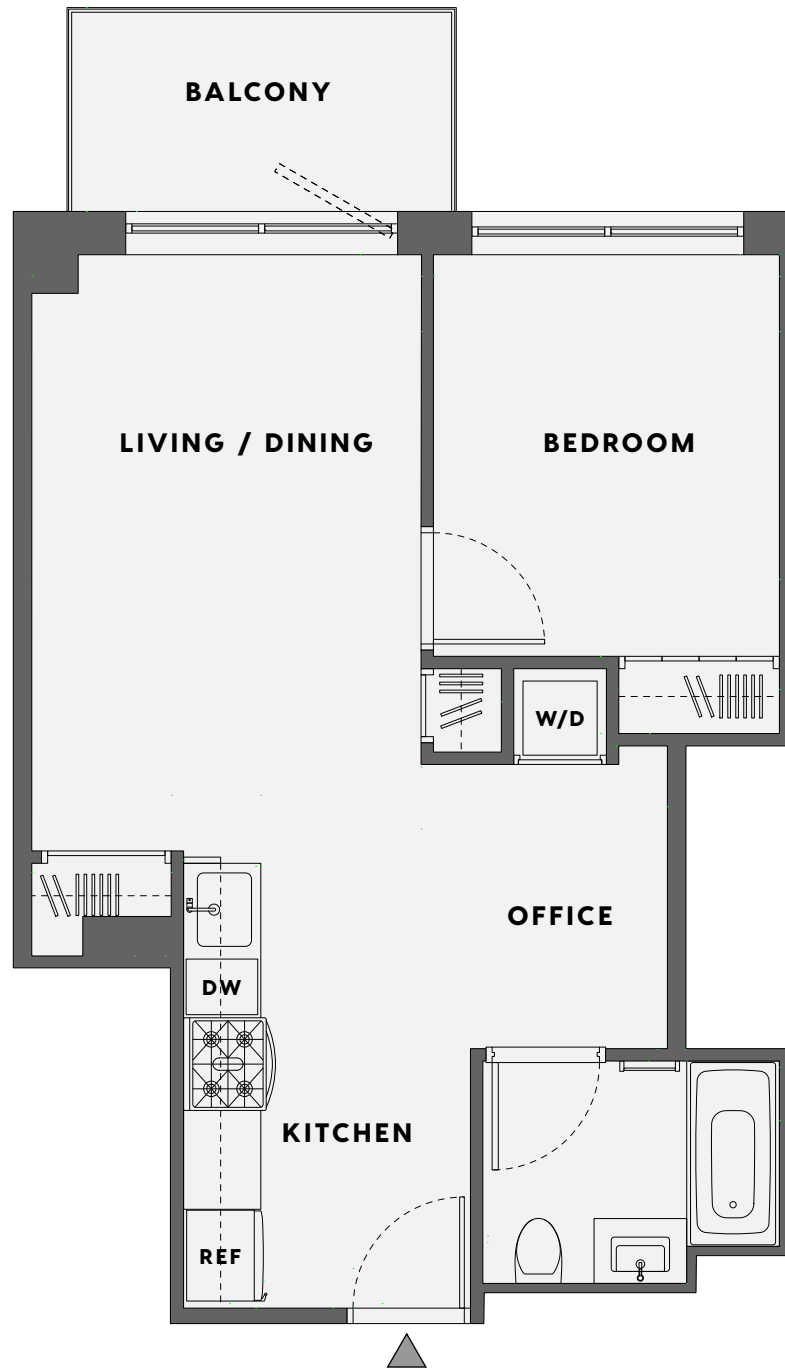 BALCONY
LIVING / DINING
BEDROOM
W/D
OFFICE
DW
KITCHEN
REF